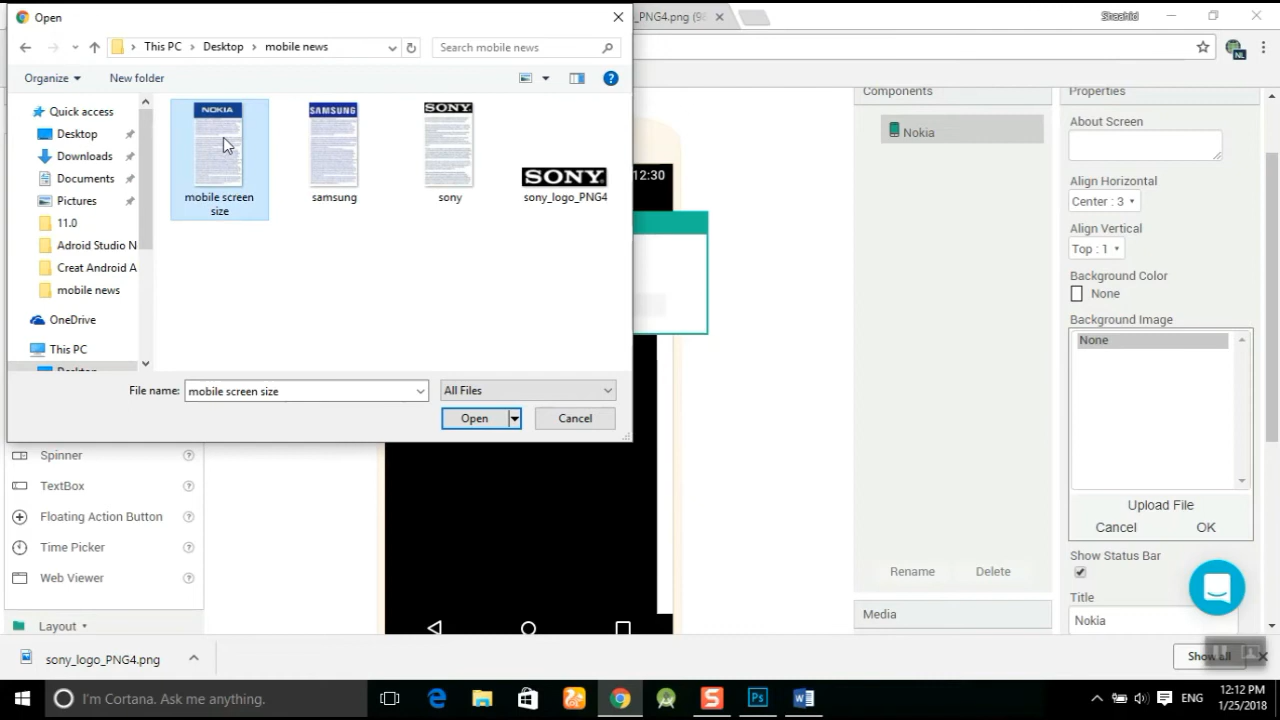 Open
_PNG4.png (98
Shaahid
This PC
Desktop
mobile news
Search mobile news
NL
Organize
New folder
Quick access
Desktop
Downloads
Documents
Pictures
11.0
Adroid Studio N
Creat Android A
mobile news
OneDrive
This PC
Desktop
NOKIA
SAMSUNG
SONY
SONY
mobile screen
size
samsung
sony
sony_logo_PNG4
File name:
mobile screen size
All Files
Open
Cancel
12:30
Components
Nokia
Rename
Delete
Media
Properties
About Screen
Align Horizontal
Center : 3
Align Vertical
Top : 1
Background Color
None
Background Image
None
Upload File
Cancel
OK
Show Status Bar
Title
Nokia
Spinner
TextBox
Floating Action Button
Time Picker
Web Viewer
Layout
sony_logo_PNG4.png
Show all
I'm Cortana. Ask me anything.
ENG
12:12 PM
1/25/2018